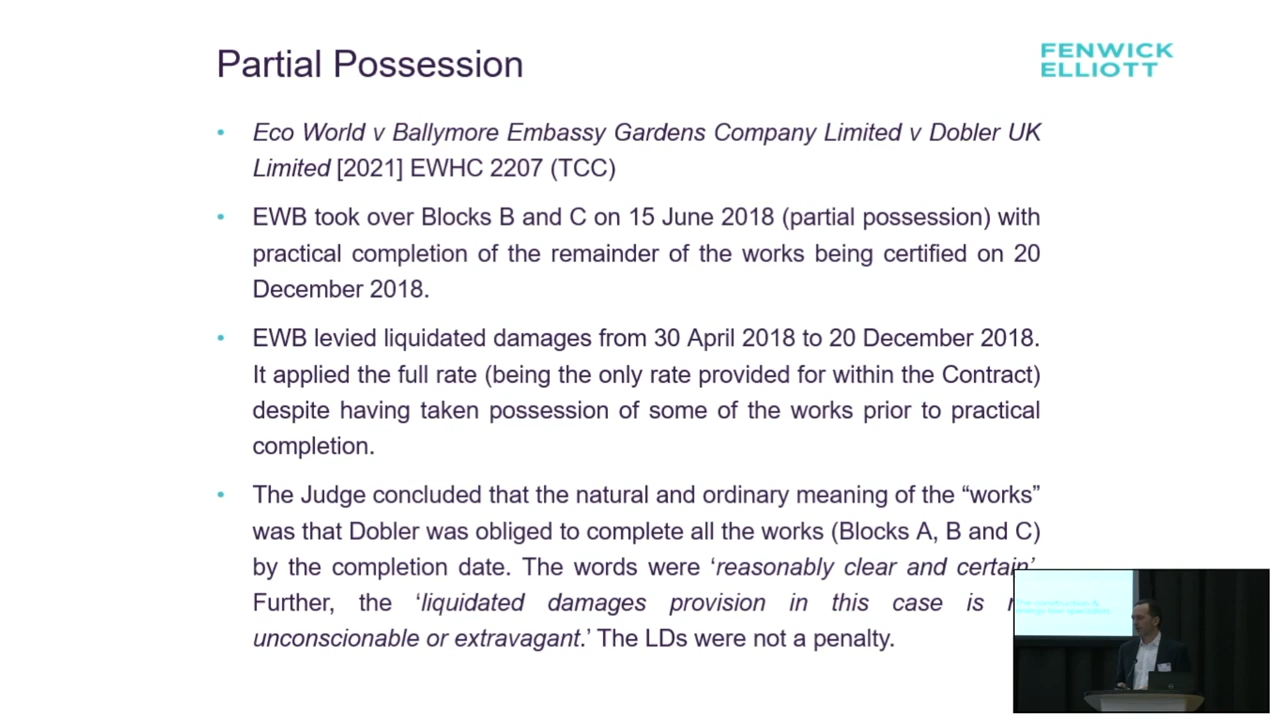 Partial Possession
FENWICK
ELLIOTT
• Eco World v Ballymore Embassy Gardens Company Limited v Dobler UK
Limited [2021] EWHC 2207 (TCC)
• EWB took over Blocks B and C on 15 June 2018 (partial possession) with
practical completion of the remainder of the works being certified on 20
December 2018.
• EWB levied liquidated damages from 30 April 2018 to 20 December 2018.
It applied the full rate (being the only rate provided for within the Contract)
despite having taken possession of some of the works prior to practical
completion.
• The Judge concluded that the natural and ordinary meaning of the “works”
was that Dobler was obliged to complete all the works (Blocks A, B and C)
by the completion date. The words were ‘reasonably clear and certain’
Further, the ‘liquidated damages provision in this case is
unconscionable or extravagant.’ The LDs were not a penalty.